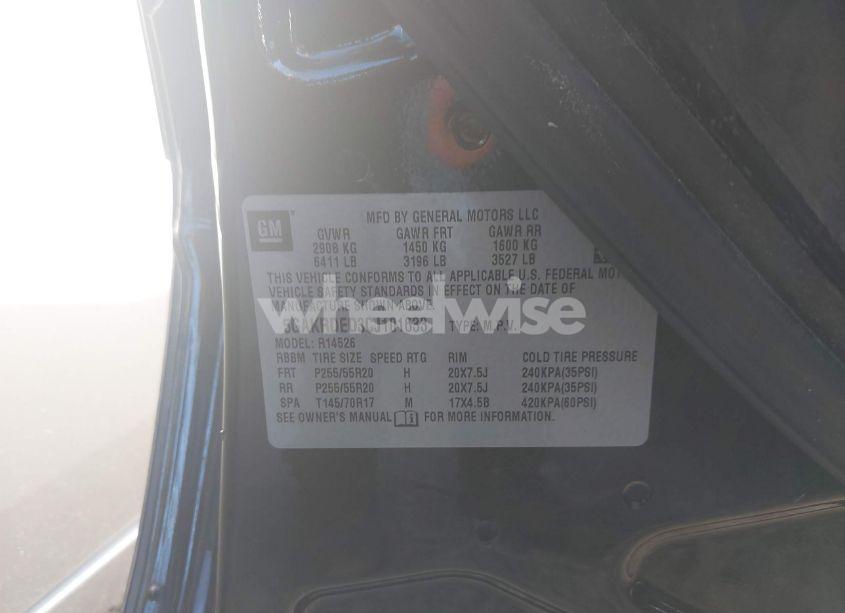 GM
MFD BY GENERAL MOTORS LLC
GVWR GAWR FRT GAWR RR
2908 KG 1450 KG 1600 KG
6411 LB 3196 LB 3527 LB
THIS VEHICLE CONFORMS TO ALL APPLICABLE U.S. FEDERAL
VEHICLE SAFETY STANDARDS IN EFFECT ON THE DATE OF
MANUFACTURE SHOWN ABOVE.
wheelwise
TYPE: M.P.V.
MODEL: R14526
TIRE SIZE SPEED RTG RIM COLD TIRE PRESSURE
FRT P255/55R20 H 20X7.5J 240KPA(35PSI)
RR P255/55R20 H 20X7.5J 240KPA(35PSI)
SPA T145/70R17 M 17X4.5B 420KPA(60PSI)
SEE OWNER'S MANUAL FOR MORE INFORMATION.